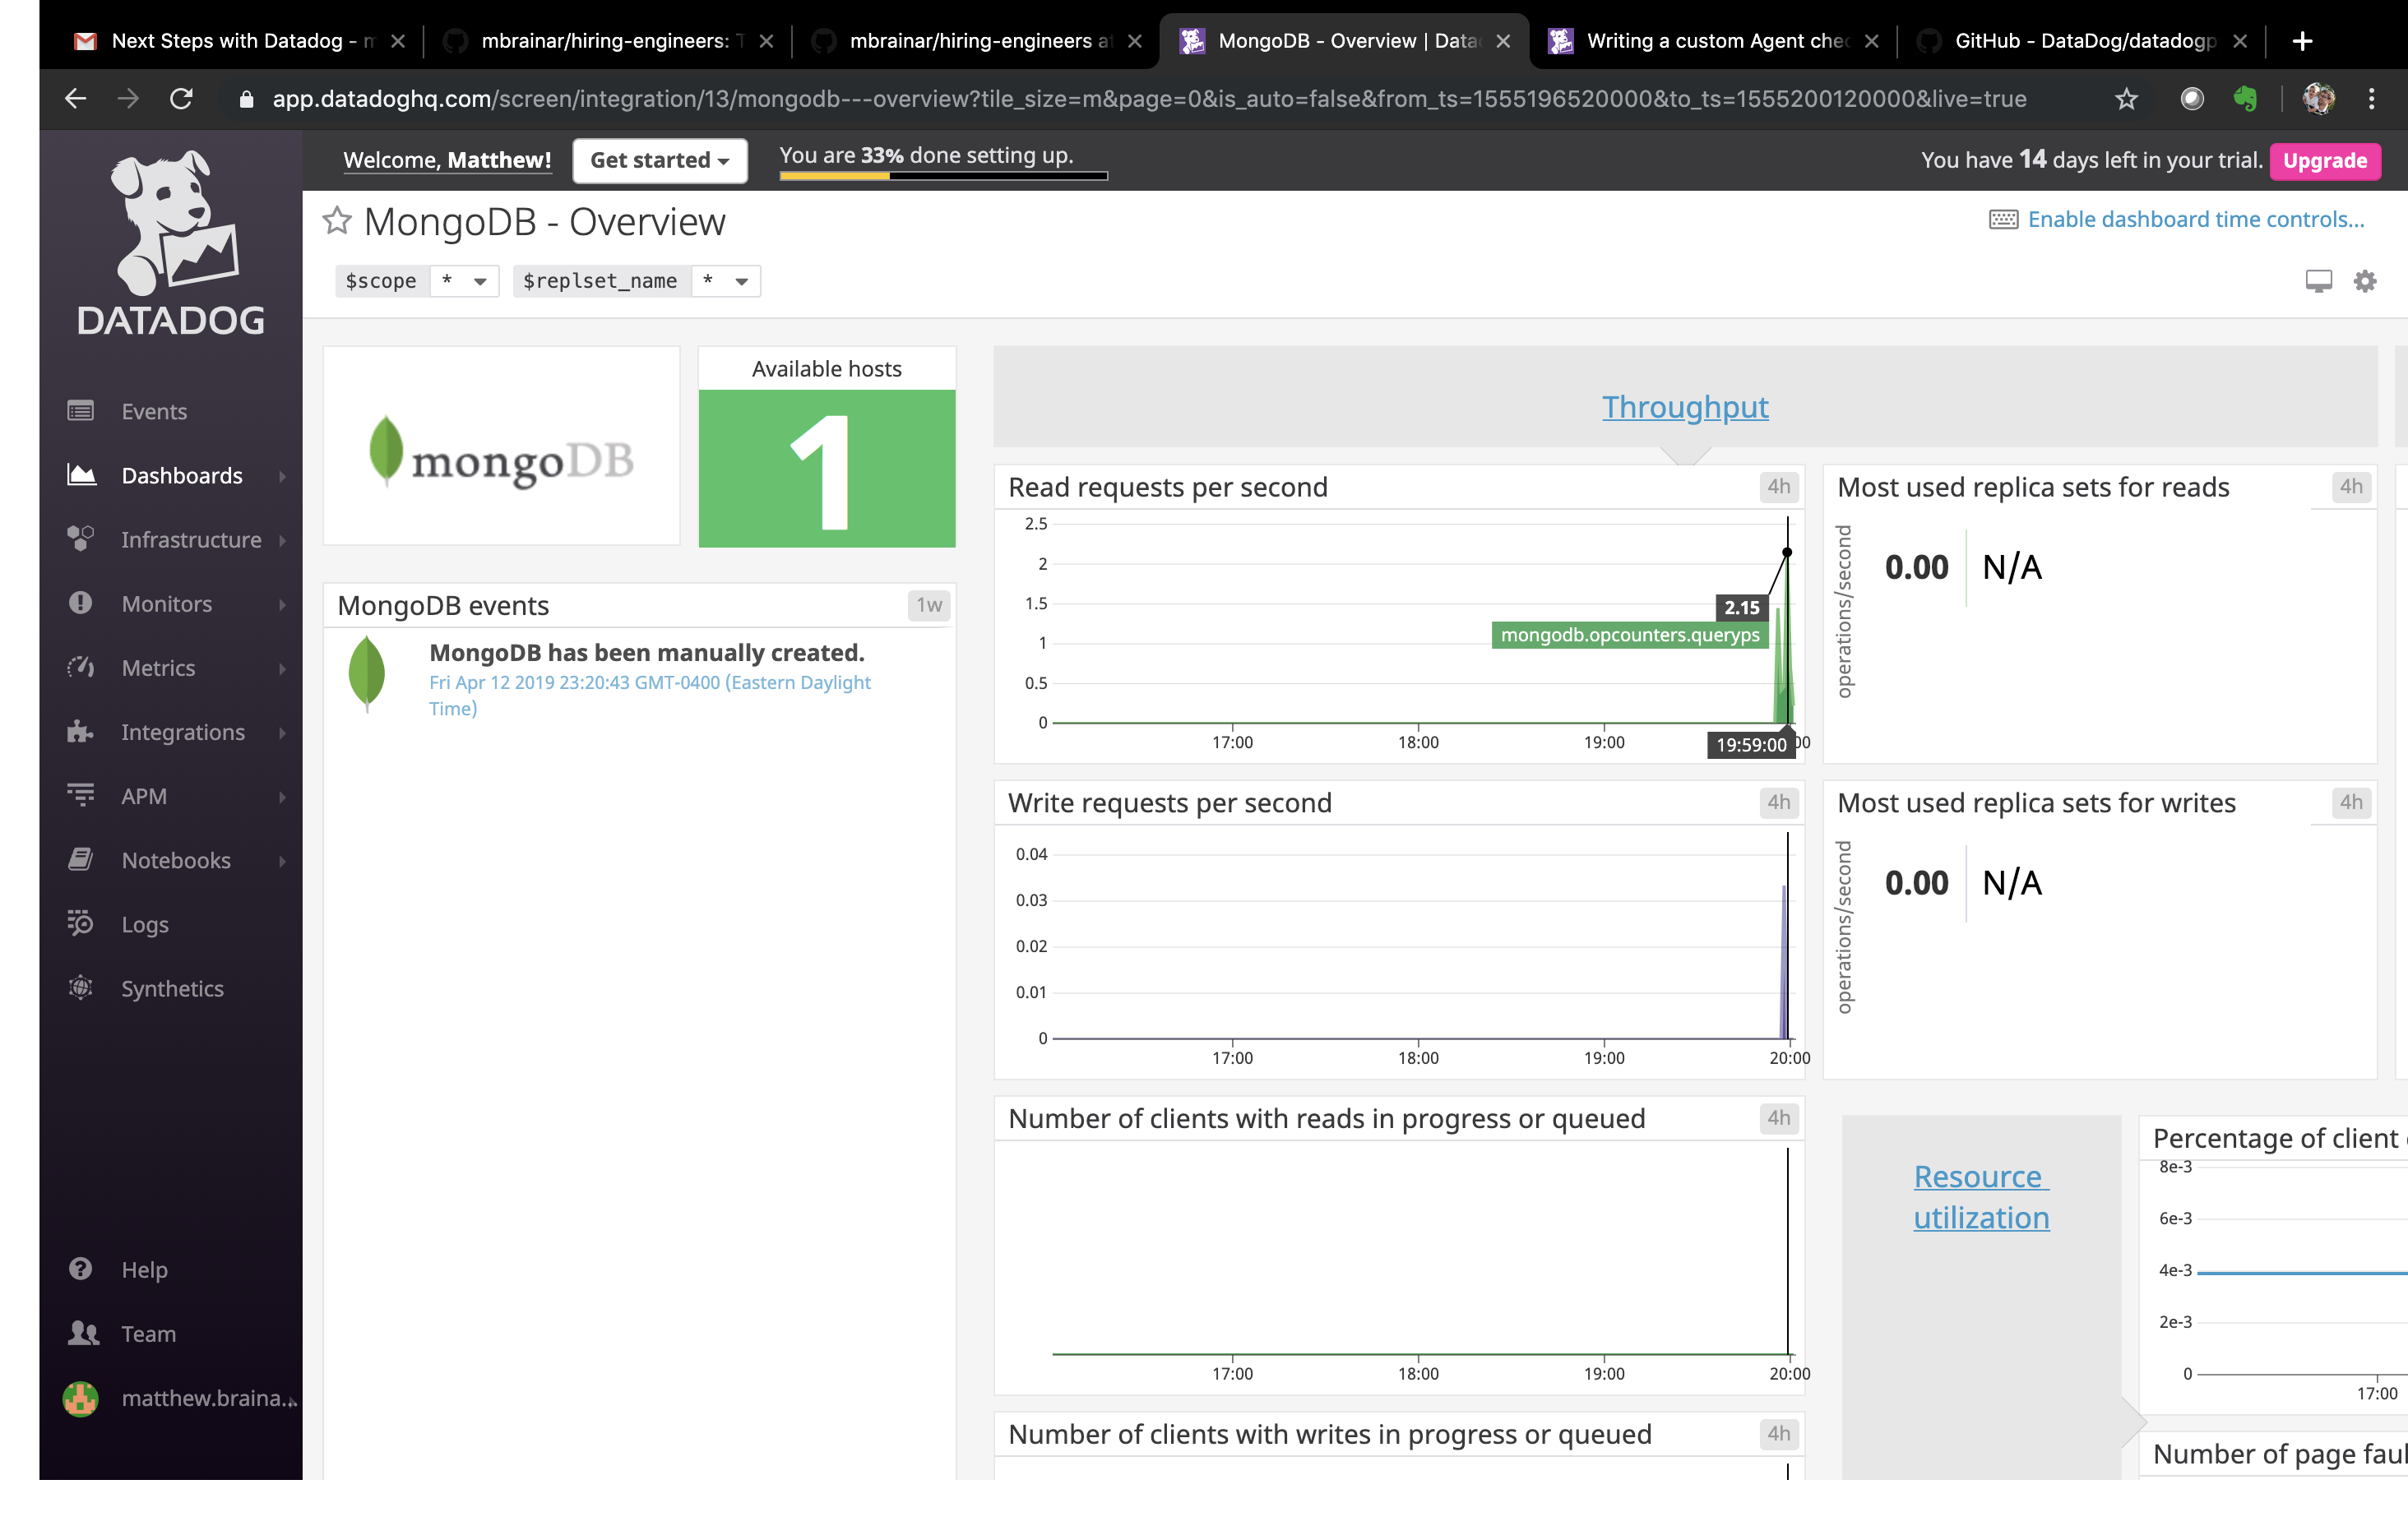 Next Steps with Datadog - m
mbrainar/hiring-engineers: T
mbrainar/hiring-engineers at
MongoDB - Overview | Data
Writing a custom Agent chec
GitHub - DataDog/datadogp
app.datadoghq.com/screen/integration/13/mongodb---overview?tile_size=m&page=0&is_auto=false&from_ts=1555196520000&to_ts=1555200120000&live=true
DATADOG
Events
Dashboards
Infrastructure
Monitors
Metrics
Integrations
APM
Notebooks
Logs
Synthetics
Help
Team
matthew.braina...
Welcome, Matthew!
Get started
You are 33% done setting up.
You have 14 days left in your trial.
Upgrade
MongoDB - Overview
Enable dashboard time controls...
$scope *
$replset_name *
mongoDB
Available hosts
1
MongoDB events
1w
MongoDB has been manually created.
Fri Apr 12 2019 23:20:43 GMT-0400 (Eastern Daylight
Time)
Throughput
Read requests per second
4h
2.5
2
1.5
1
0.5
0
2.15
mongodb.opcounters.queryps
17:00
18:00
19:00
19:59:00
00
Most used replica sets for reads
4h
operations/second
0.00
N/A
Write requests per second
4h
0.04
0.03
0.02
0.01
0
17:00
18:00
19:00
20:00
Most used replica sets for writes
4h
operations/second
0.00
N/A
Number of clients with reads in progress or queued
4h
17:00
18:00
19:00
20:00
Number of clients with writes in progress or queued
4h
Resource
utilization
Percentage of client
8e-3
6e-3
4e-3
2e-3
0
17:00
Number of page faul